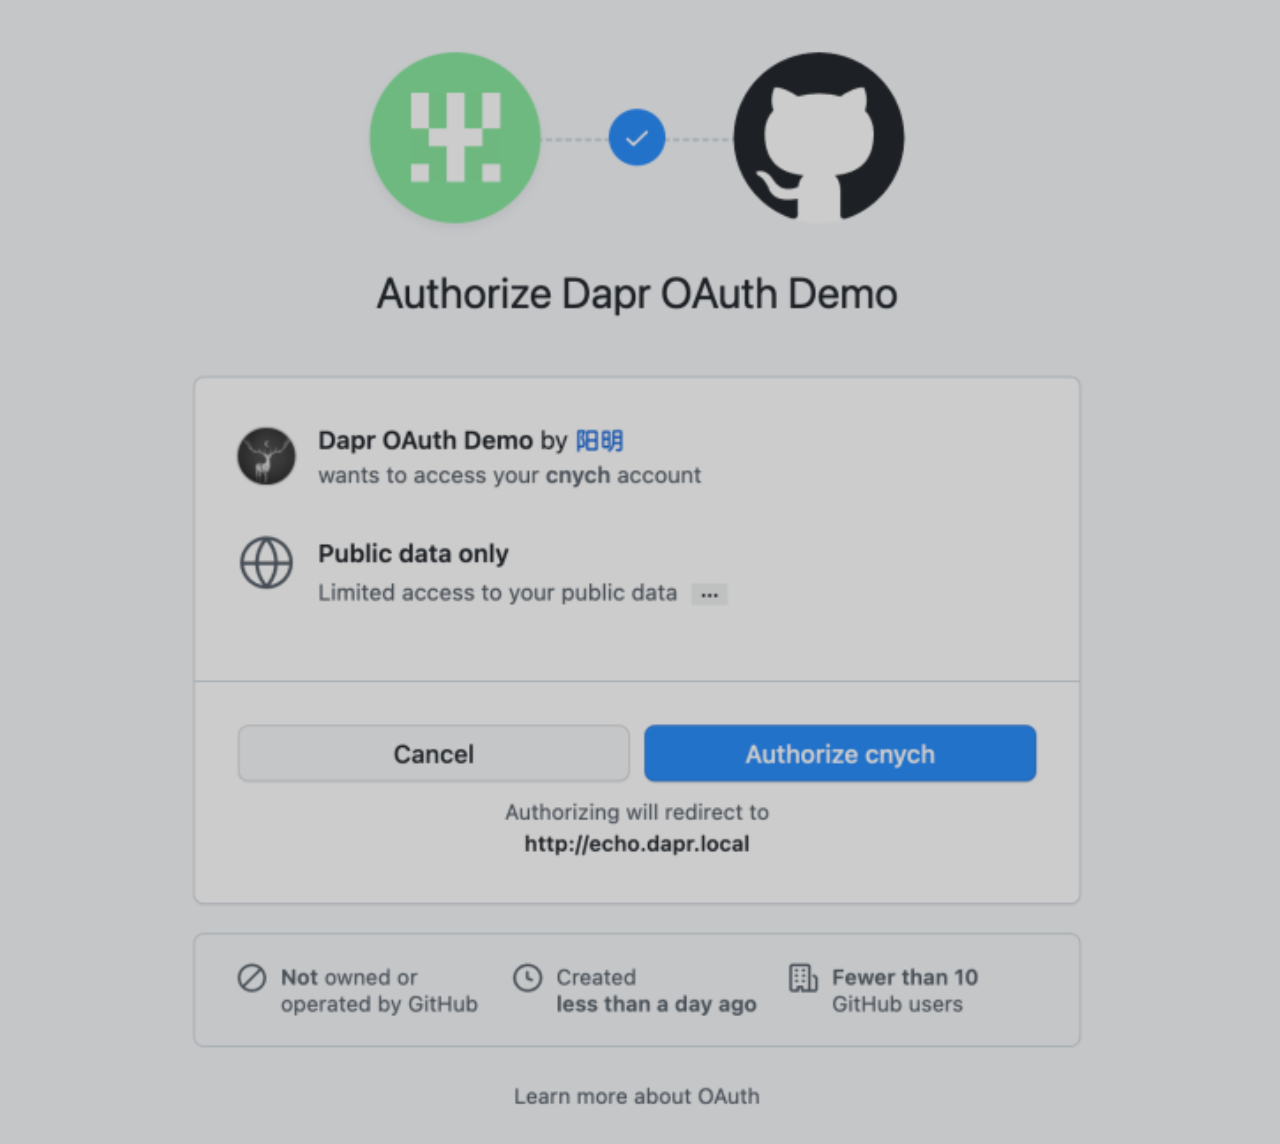 Authorize Dapr OAuth Demo
Dapr OAuth Demo by 阳明
wants to access your cnych account
Public data only
Limited access to your public data ...
Cancel
Authorize cnych
Authorizing will redirect to
http://echo.dapr.local
Not owned or
operated by GitHub
Created
less than a day ago
Fewer than 10
GitHub users
Learn more about OAuth